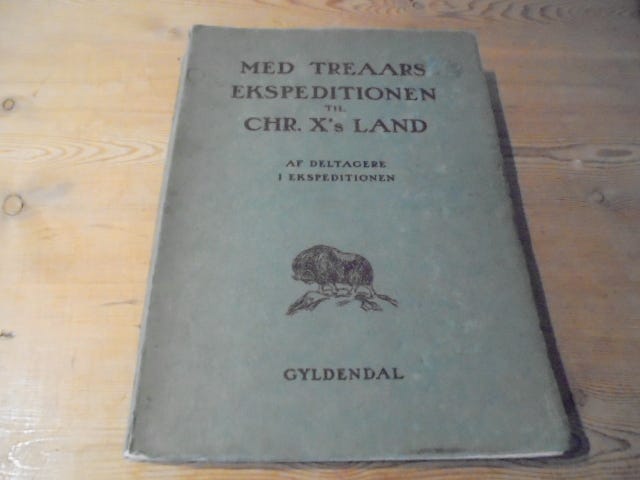 MED TREAARS
EKSPEDITIONEN
TIL
CHR. X's LAND
AF DELTAGERE
I EKSPEDITIONEN
GYLDENDAL